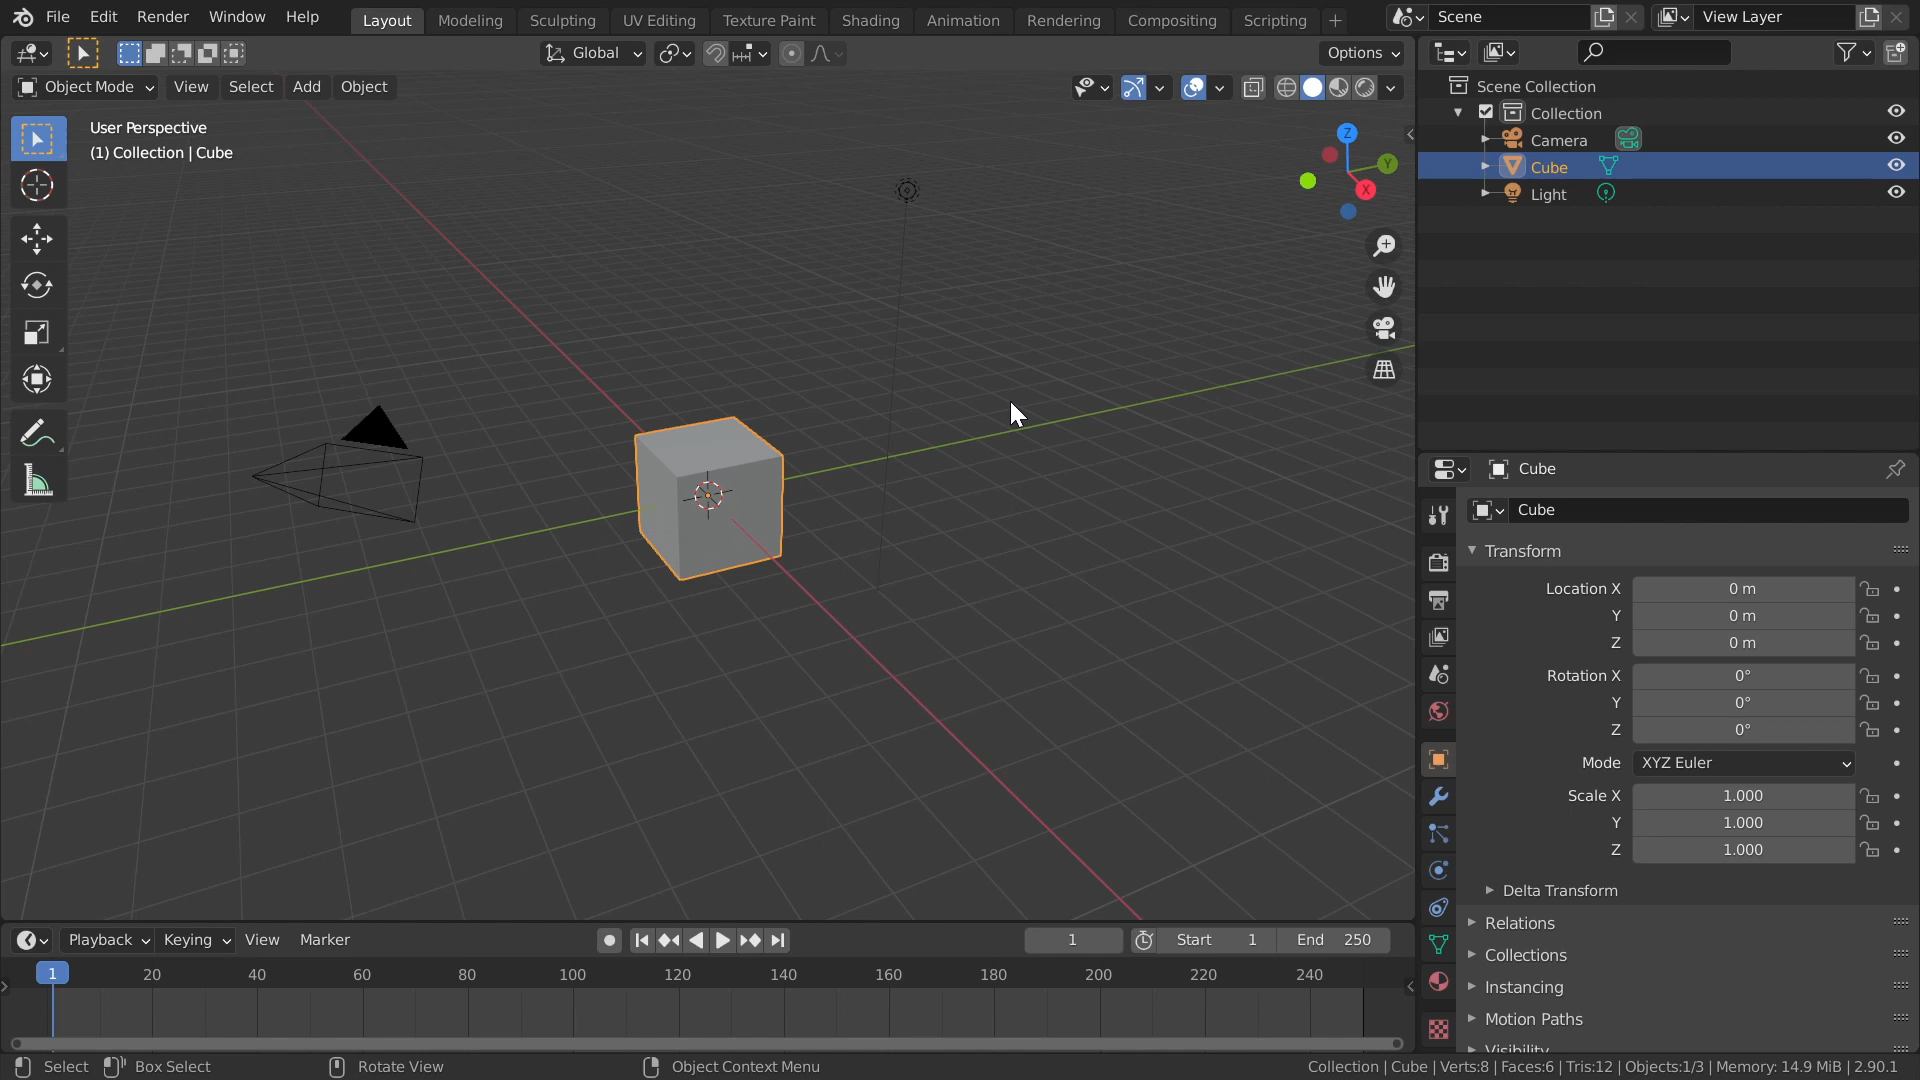 File Edit Render Window Help Layout Modeling Sculpting UV Editing Texture Paint Shading Animation Rendering Compositing Scripting + Scene View Layer
Global Options
Object Mode View Select Add Object
User Perspective
(1) Collection | Cube
Z
Y
X
Scene Collection
Collection
Camera
Cube
Light
Cube
Cube
Transform
Location X 0 m
Y 0 m
Z 0 m
Rotation X 0°
Y 0°
Z 0°
Mode XYZ Euler
Scale X 1.000
Y 1.000
Z 1.000
Delta Transform
Relations
Collections
Instancing
Motion Paths
Visibility
Playback Keying View Marker 1 Start 1 End 250
1 20 40 60 80 100 120 140 160 180 200 220 240
Select Box Select Rotate View Object Context Menu Collection | Cube | Verts:8 | Faces:6 | Tris:12 | Objects:1/3 | Memory: 14.9 MiB | 2.90.1